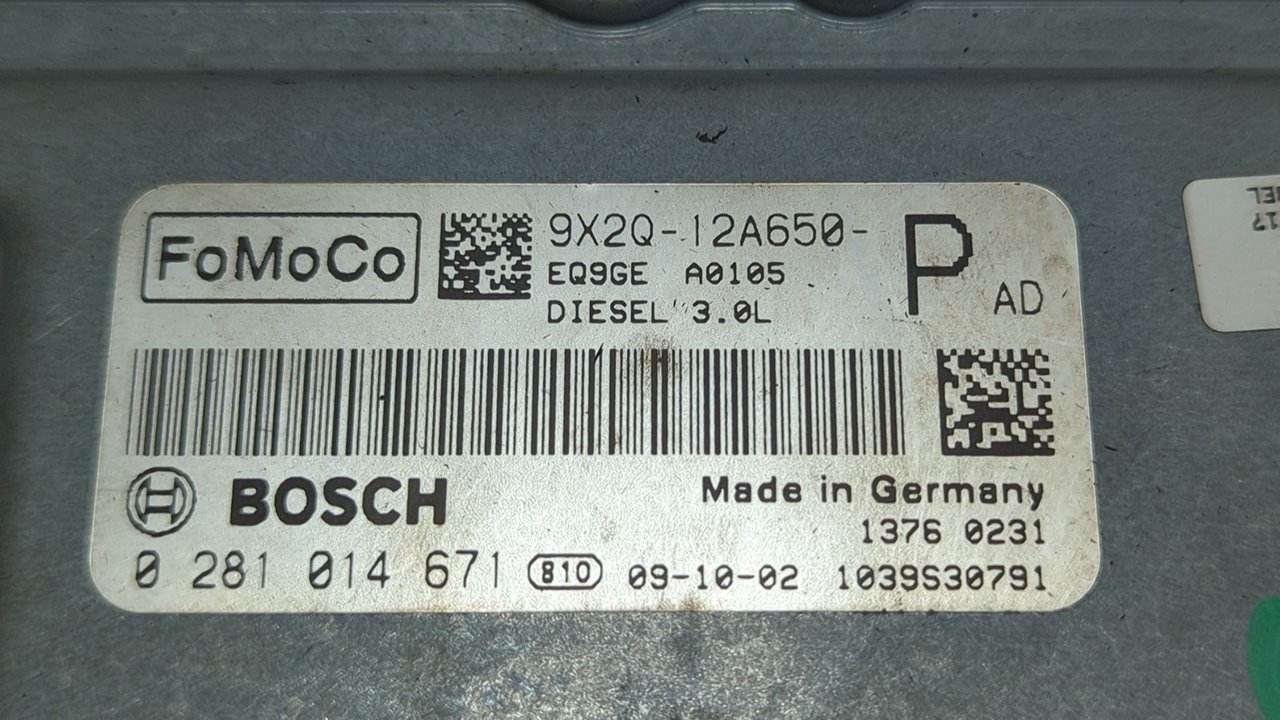 FoMoCo
9X2Q-12A650- P AD
EQ9GE A0105
DIESEL 3.0L
BOSCH
Made in Germany
1376 0231
0 281 014 671 810 09-10-02 1039S30791